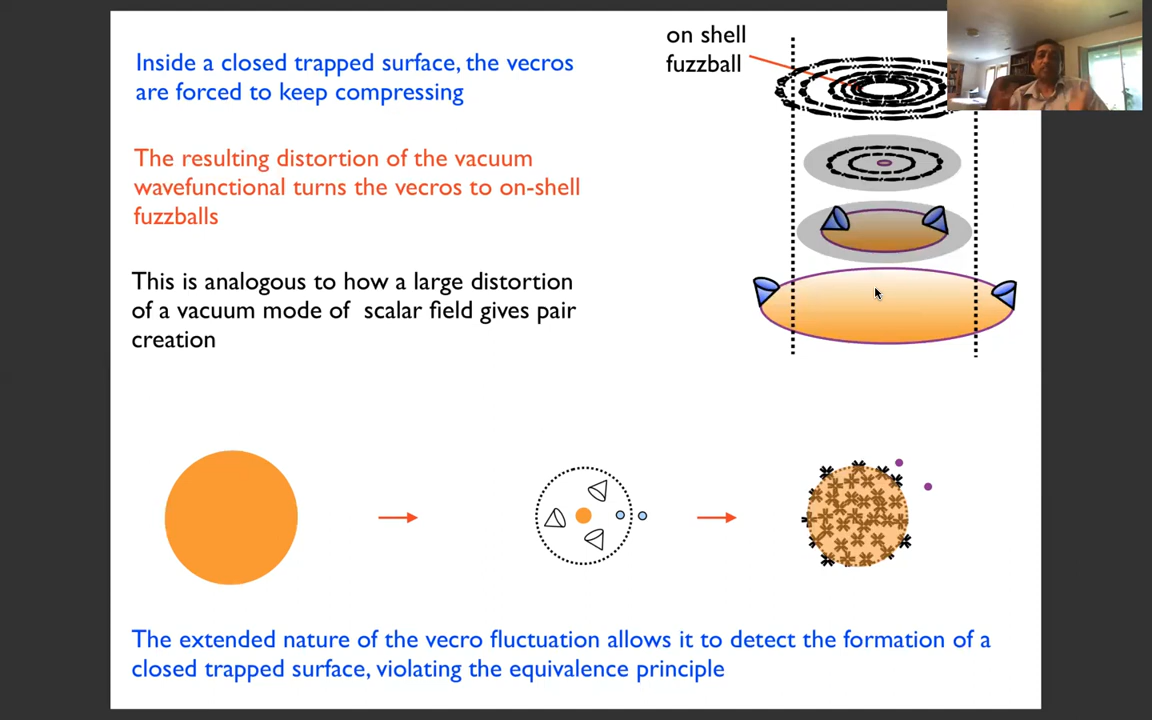 on shell
fuzzball
Inside a closed trapped surface, the vecros
are forced to keep compressing
The resulting distortion of the vacuum
wavefunctional turns the vecros to on-shell
fuzzballs
This is analogous to how a large distortion
of a vacuum mode of scalar field gives pair
creation
The extended nature of the vecro fluctuation allows it to detect the formation of a
closed trapped surface, violating the equivalence principle